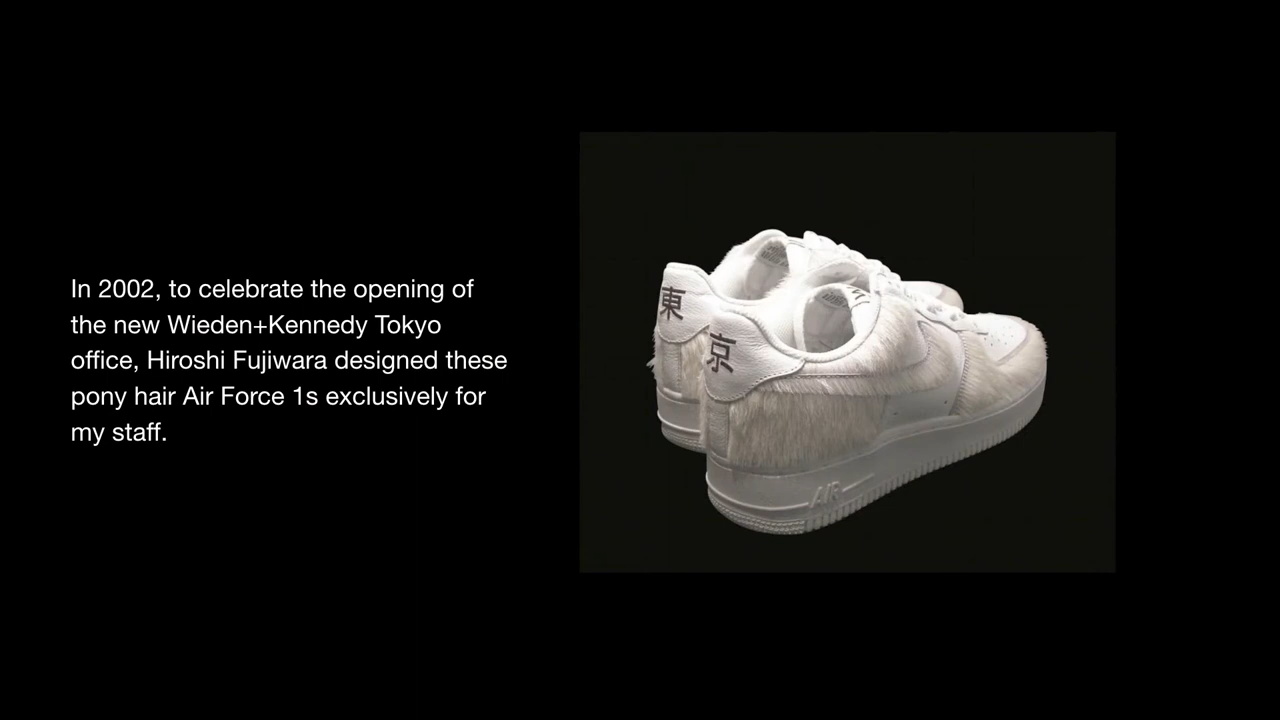 In 2002, to celebrate the opening of
the new Wieden+Kennedy Tokyo
office, Hiroshi Fujiwara designed these
pony hair Air Force 1s exclusively for
my staff.
東
京
AIR